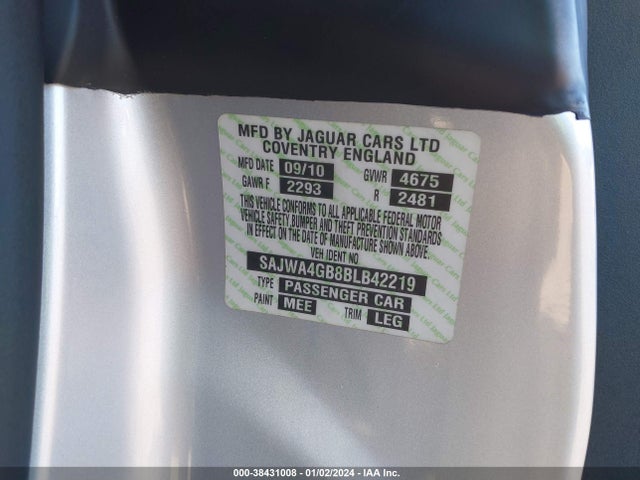 MFD BY JAGUAR CARS LTD
COVENTRY ENGLAND
MFD DATE 09/10 GVWR 4675
GAWR F 2293 R 2481
THIS VEHICLE CONFORMS TO ALL APPLICABLE FEDERAL MOTOR
VEHICLE SAFETY, BUMPER AND THEFT PREVENTION STANDARDS
IN EFFECT ON THE DATE OF MANUFACTURE SHOWN ABOVE.
VEH IDENT NO
SAJWA4GB8BLB42219
TYPE PASSENGER CAR
PAINT MEE TRIM LEG
000-38431008 - 01/02/2024 - IAA Inc.